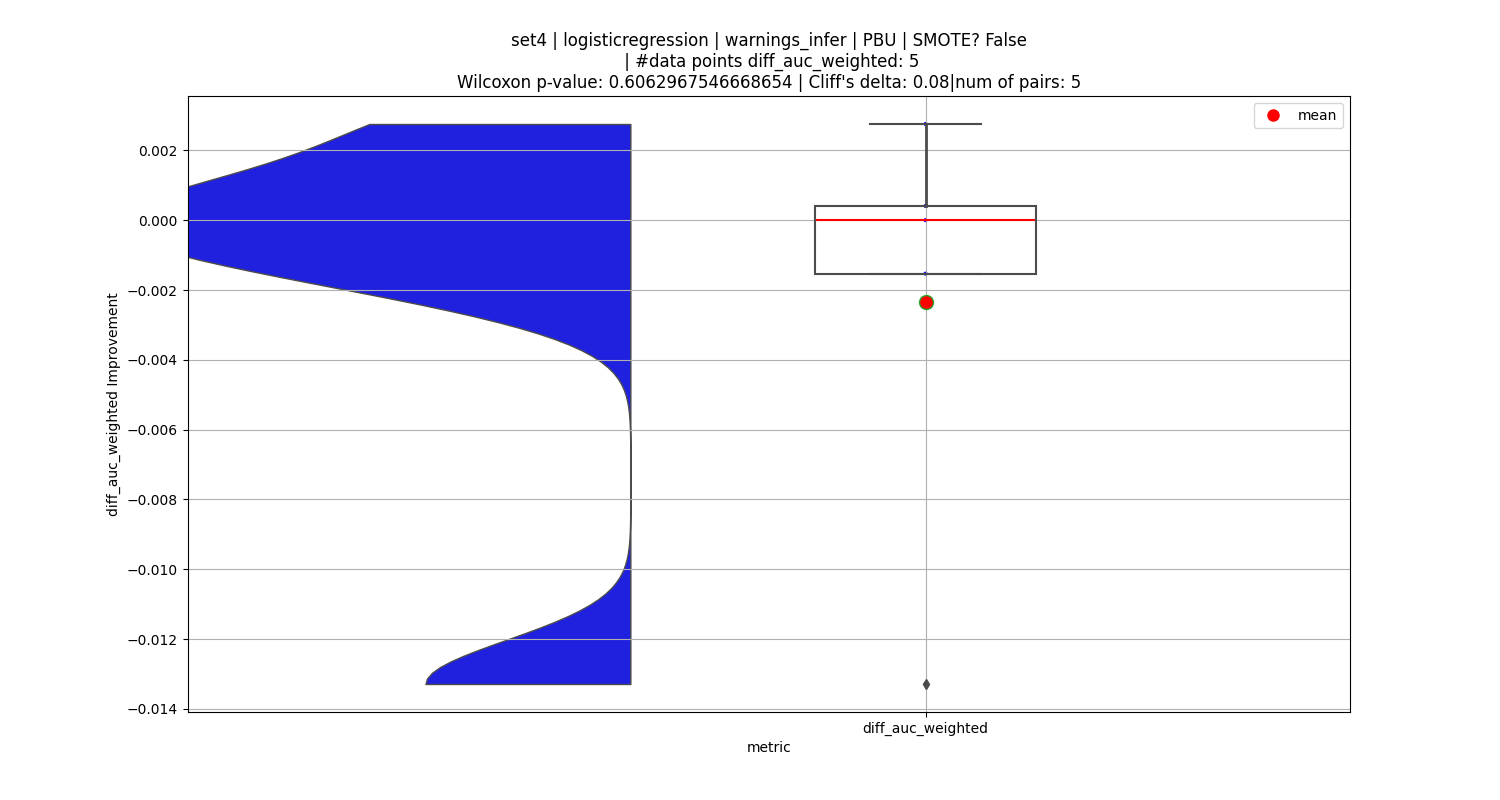 set4 | logisticregression | warnings_infer | PBU | SMOTE? False
| #data points diff_auc_weighted: 5
Wilcoxon p-value: 0.6062967546668654 | Cliff's delta: 0.08|num of pairs: 5
mean
0.002
0.000
−0.002
−0.004
−0.006
−0.008
−0.010
−0.012
−0.014
diff_auc_weighted Improvement
diff_auc_weighted
metric